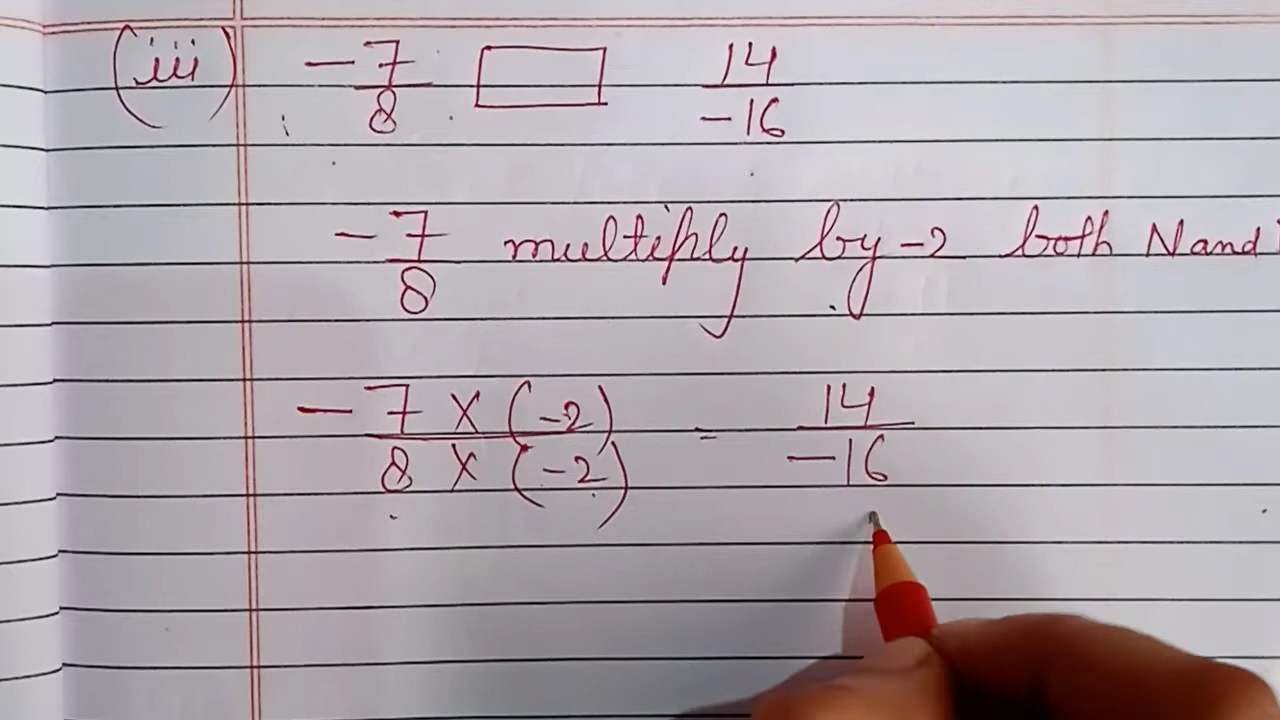 (iii) -7/8 □ 14/-16
-7/8 multiply by -2 both N and
-7 × (-2)/8 × (-2) = 14/-16